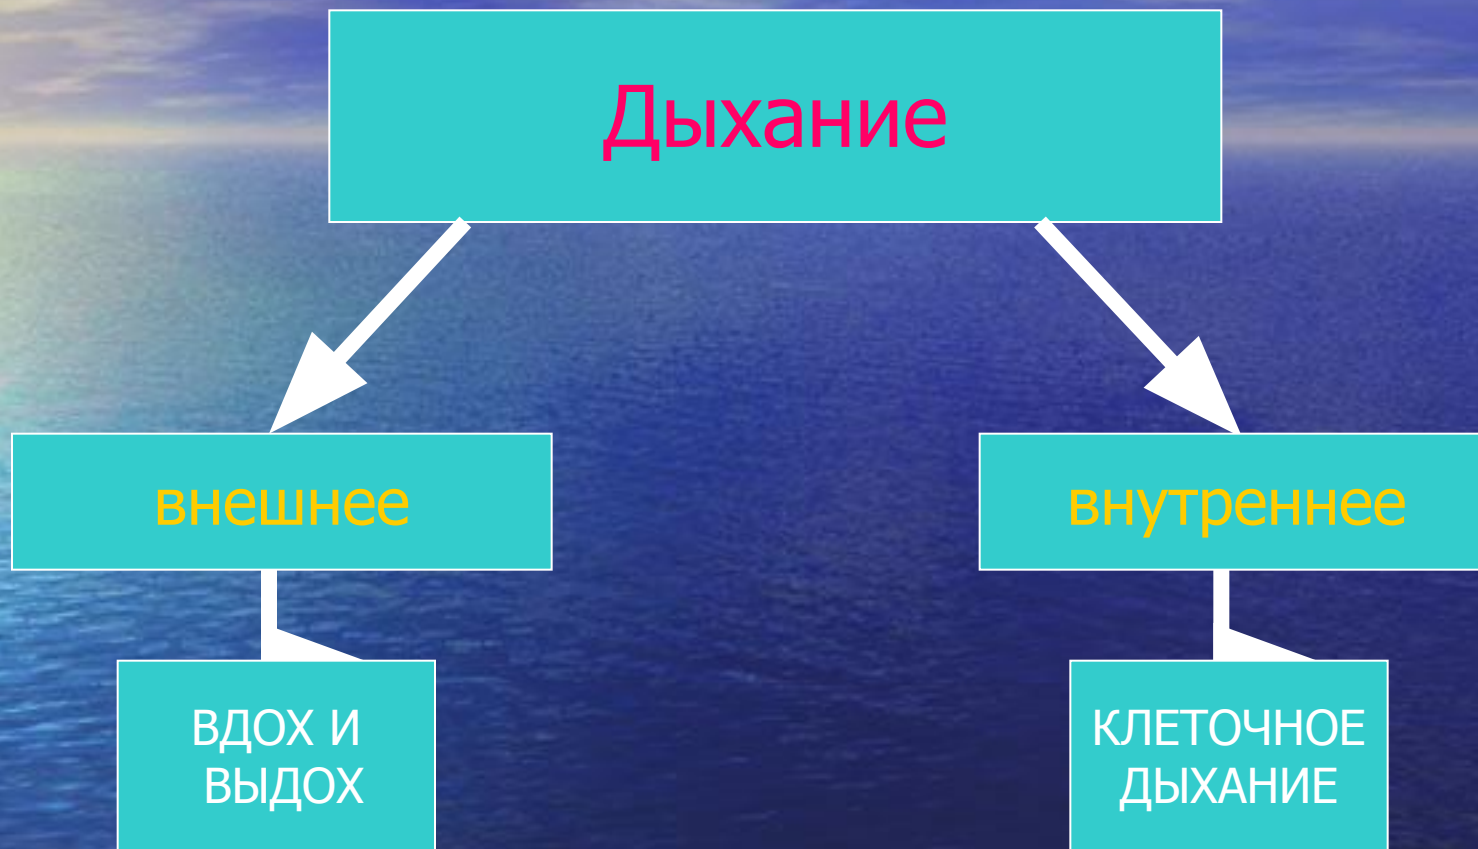 Дыхание
внешнее
внутреннее
ВДОХ И
ВЫДОХ
КЛЕТОЧНОЕ
ДЫХАНИЕ